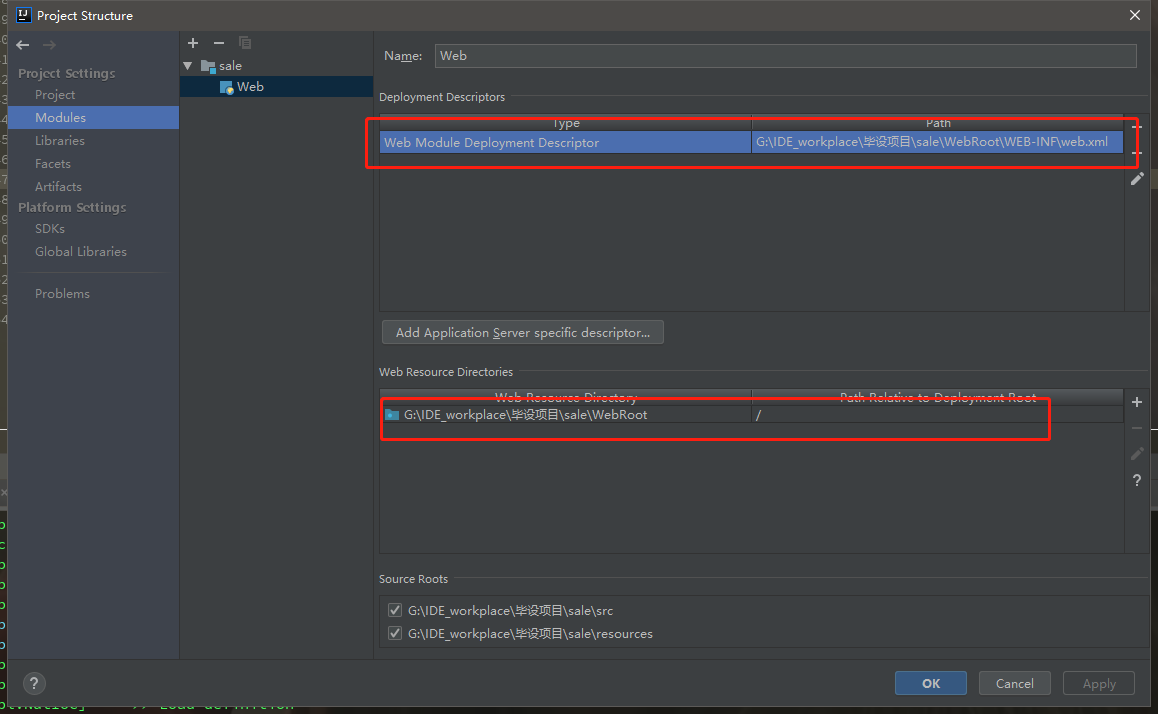 Project Structure
Project Settings
Project
Modules
Libraries
Facets
Artifacts
Platform Settings
SDKs
Global Libraries
Problems
sale
Web
Name: Web
Deployment Descriptors
Type Path
Web Module Deployment Descriptor G:\IDE_workplace\毕设项目\sale\WebRoot\WEB-INF\web.xml
Add Application Server specific descriptor...
Web Resource Directories
Web Resource Directory Path Relative to Deployment Root
G:\IDE_workplace\毕设项目\sale\WebRoot /
Source Roots
G:\IDE_workplace\毕设项目\sale\src
G:\IDE_workplace\毕设项目\sale\resources
? OK Cancel Apply